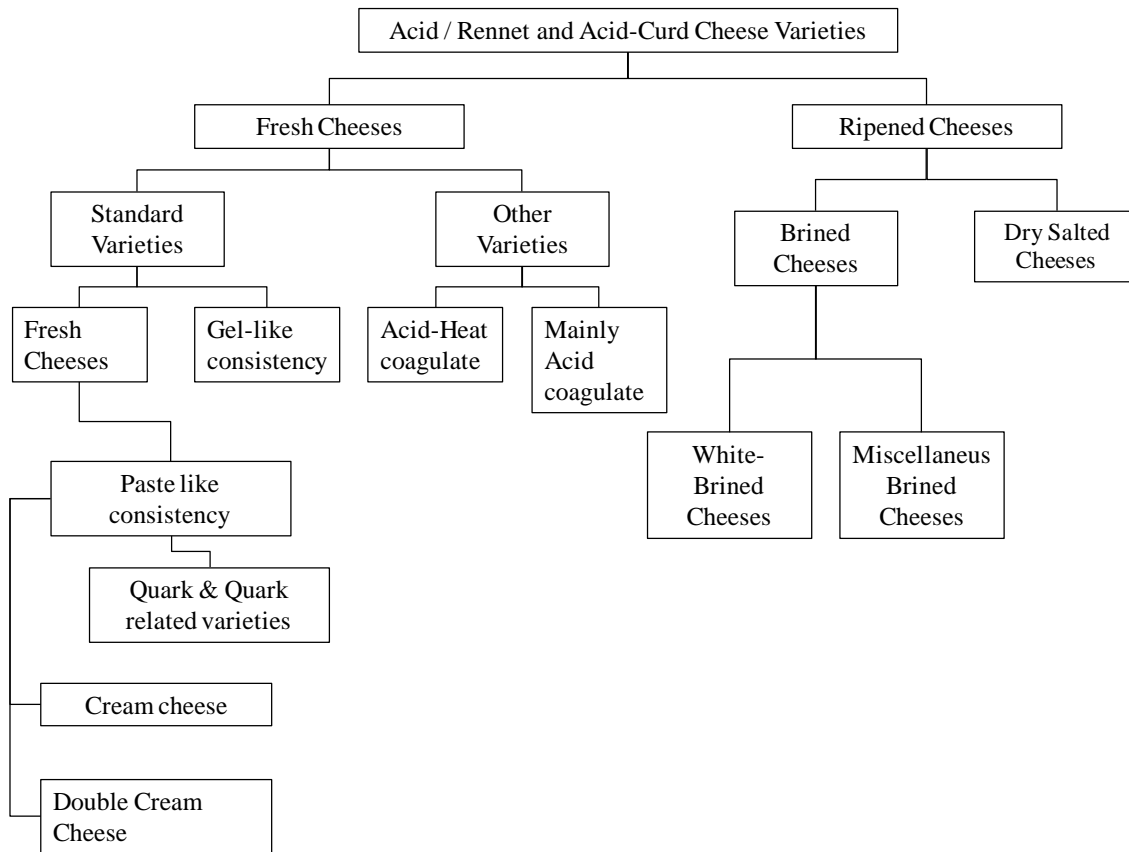 Acid / Rennet and Acid-Curd Cheese Varieties
Fresh Cheeses
Ripened Cheeses
Standard
Varieties
Other
Varieties
Brined
Cheeses
Dry Salted
Cheeses
Fresh
Cheeses
Gel-like
consistency
Acid-Heat
coagulate
Mainly
Acid
coagulate
White-
Brined
Cheeses
Miscellaneus
Brined
Cheeses
Paste like
consistency
Quark & Quark
related varieties
Cream cheese
Double Cream
Cheese